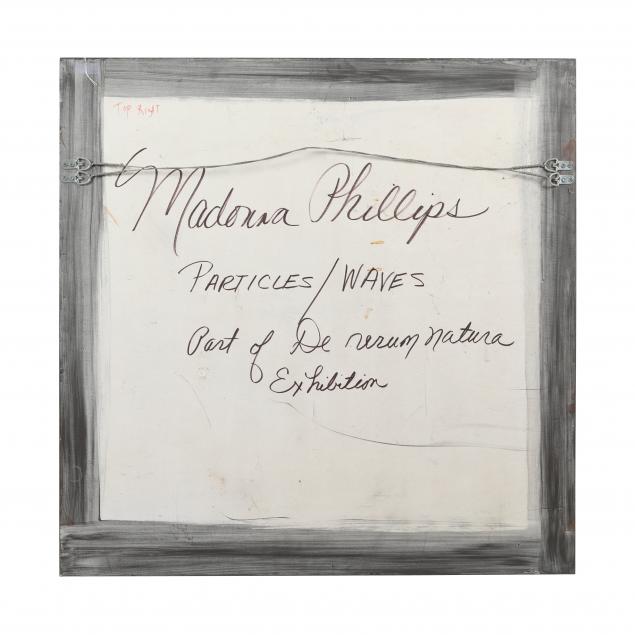 TOP RIGHT
Madonna Phillips
PARTICLES/WAVES
Part of De rerum natura
Exhibition